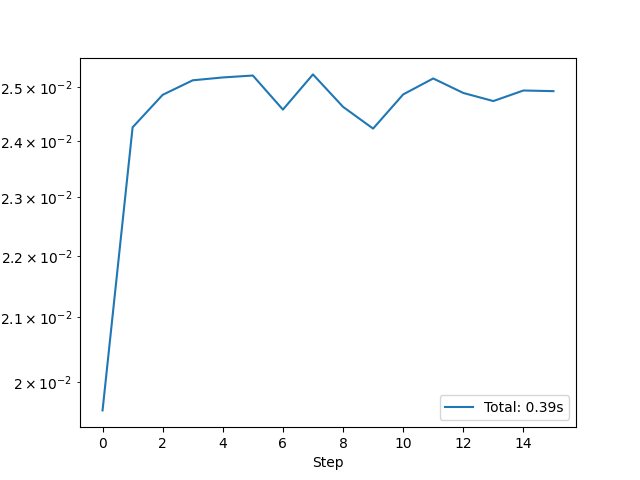 2.5 × 10⁻²
2.4 × 10⁻²
2.3 × 10⁻²
2.2 × 10⁻²
2.1 × 10⁻²
2 × 10⁻²
Total: 0.39s
0 2 4 6 8 10 12 14
Step